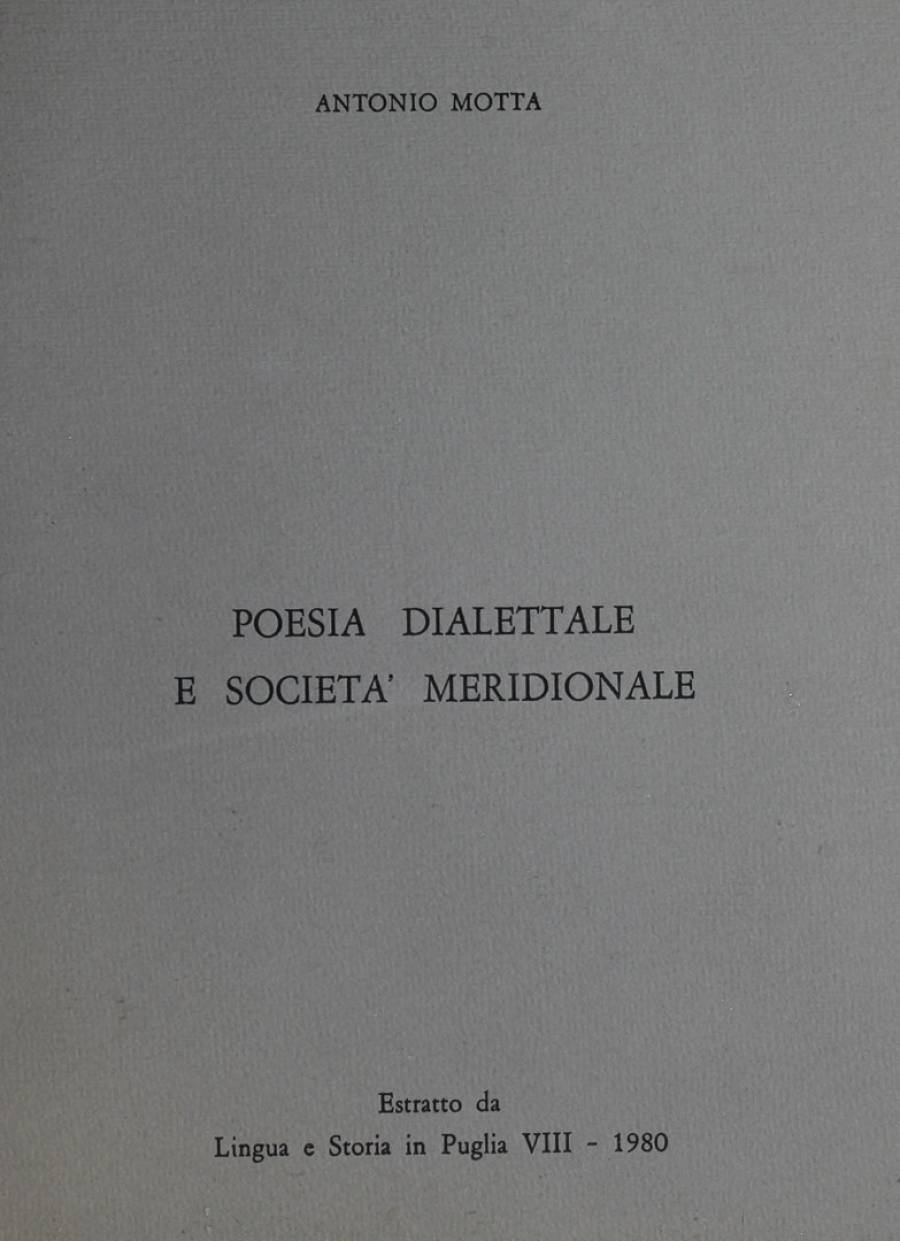 ANTONIO MOTTA
POESIA DIALETTALE
E SOCIETA' MERIDIONALE
Estratto da
Lingua e Storia in Puglia VIII - 1980